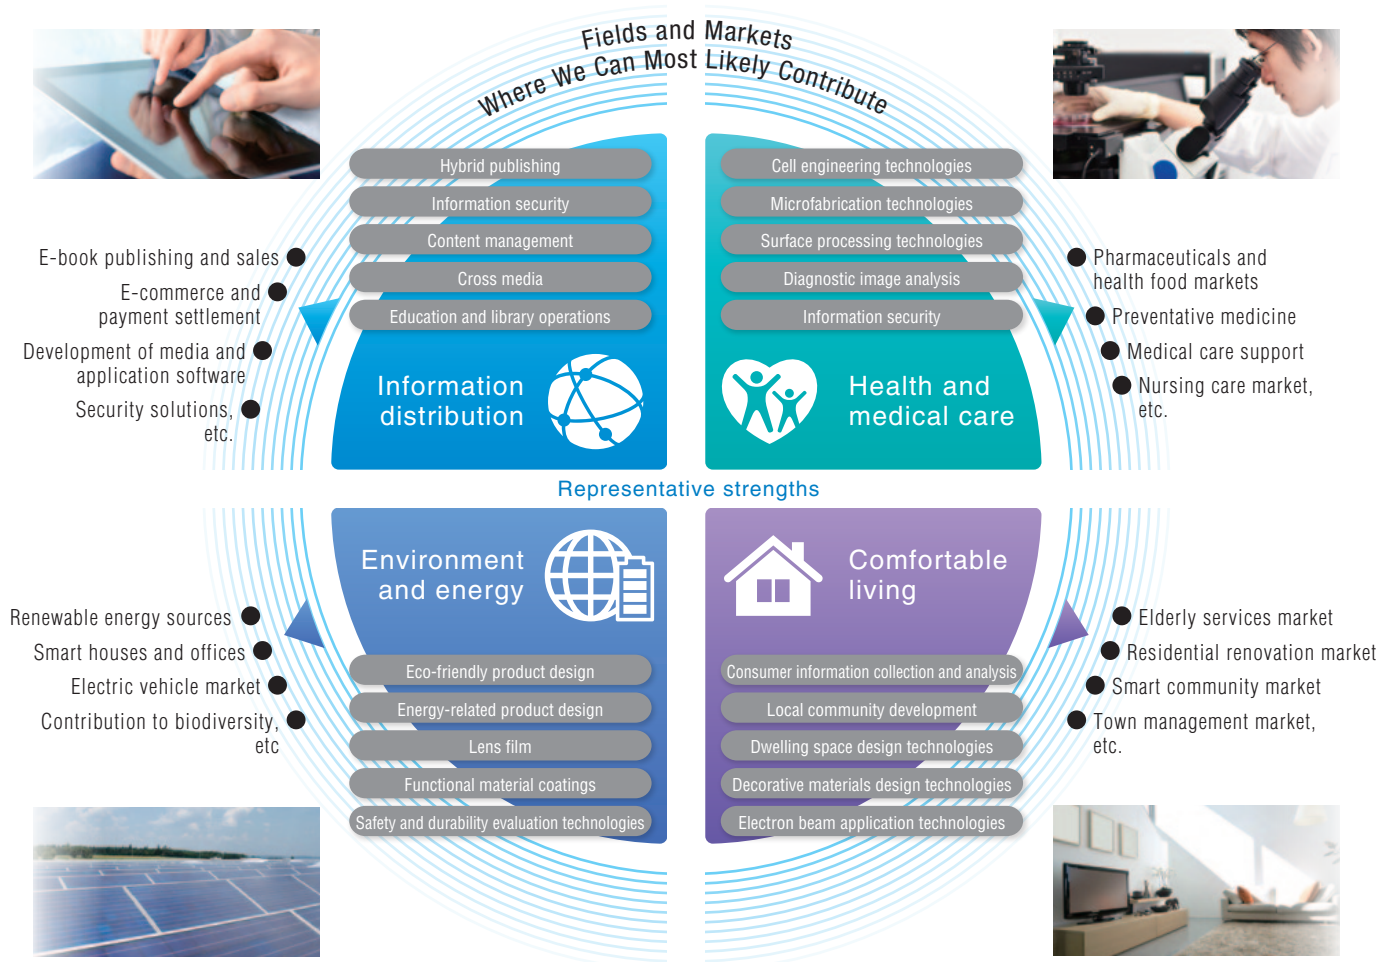 Fields and Markets
Where We Can Most Likely Contribute
Hybrid publishing
Information security
Content management
Cross media
Education and library operations
Information
distribution
E-book publishing and sales
E-commerce and
payment settlement
Development of media and
application software
Security solutions,
etc.
Cell engineering technologies
Microfabrication technologies
Surface processing technologies
Diagnostic image analysis
Information security
Health and
medical care
Pharmaceuticals and
health food markets
Preventative medicine
Medical care support
Nursing care market,
etc.
Representative strengths
Environment
and energy
Renewable energy sources
Smart houses and offices
Electric vehicle market
Contribution to biodiversity,
etc
Eco-friendly product design
Energy-related product design
Lens film
Functional material coatings
Safety and durability evaluation technologies
Comfortable
living
Elderly services market
Residential renovation market
Smart community market
Town management market,
etc.
Consumer information collection and analysis
Local community development
Dwelling space design technologies
Decorative materials design technologies
Electron beam application technologies